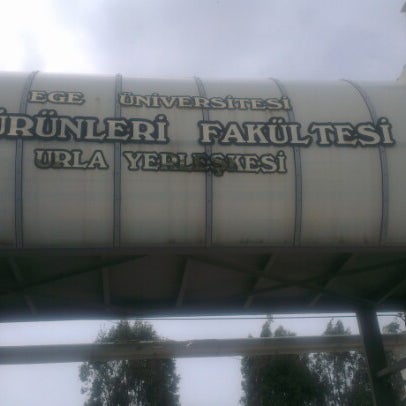 EGE ÜNİVERSİTESİ
ÜRÜNLERİ FAKÜLTESİ
URLA YERLEŞKESİ